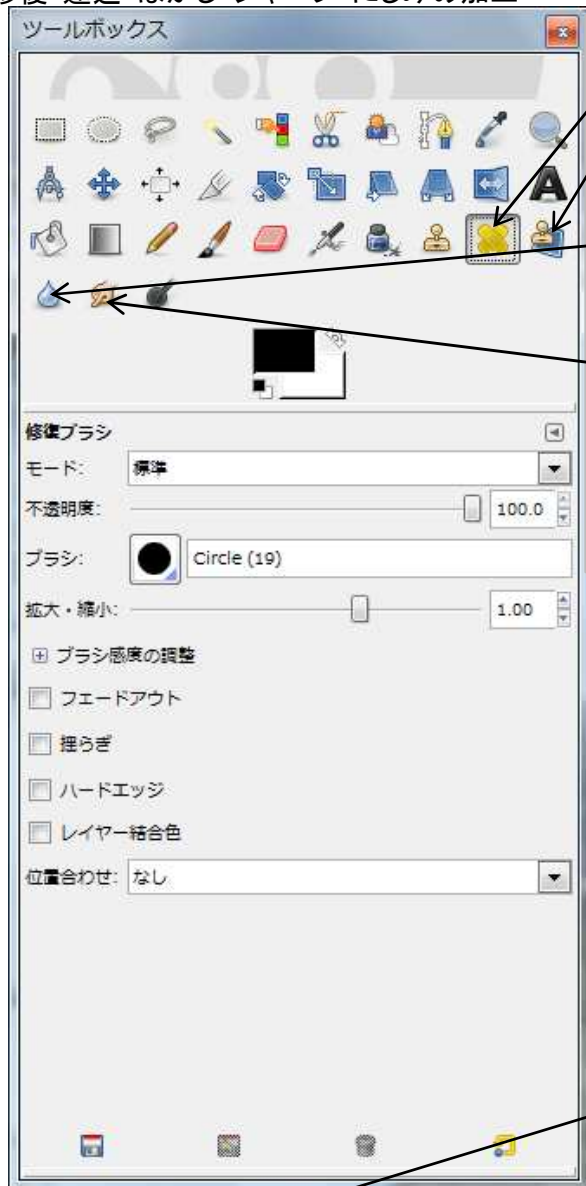 ツールボックス
修復ブラシ
モード: 標準
不透明度: 100.0
ブラシ: Circle (19)
拡大・縮小: 1.00
ブラシ感度の調整
フェードアウト
揺らぎ
ハードエッジ
レイヤー結合色
位置合わせ: なし